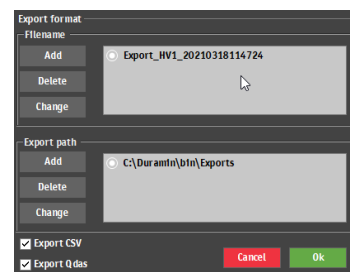 Export format
Filename
Add
Export_HV1_20210318114724
Delete
Change
Export path
Add
C:\Duramin\bin\Exports
Delete
Change
Export CSV
Export Qdas
Cancel
Ok